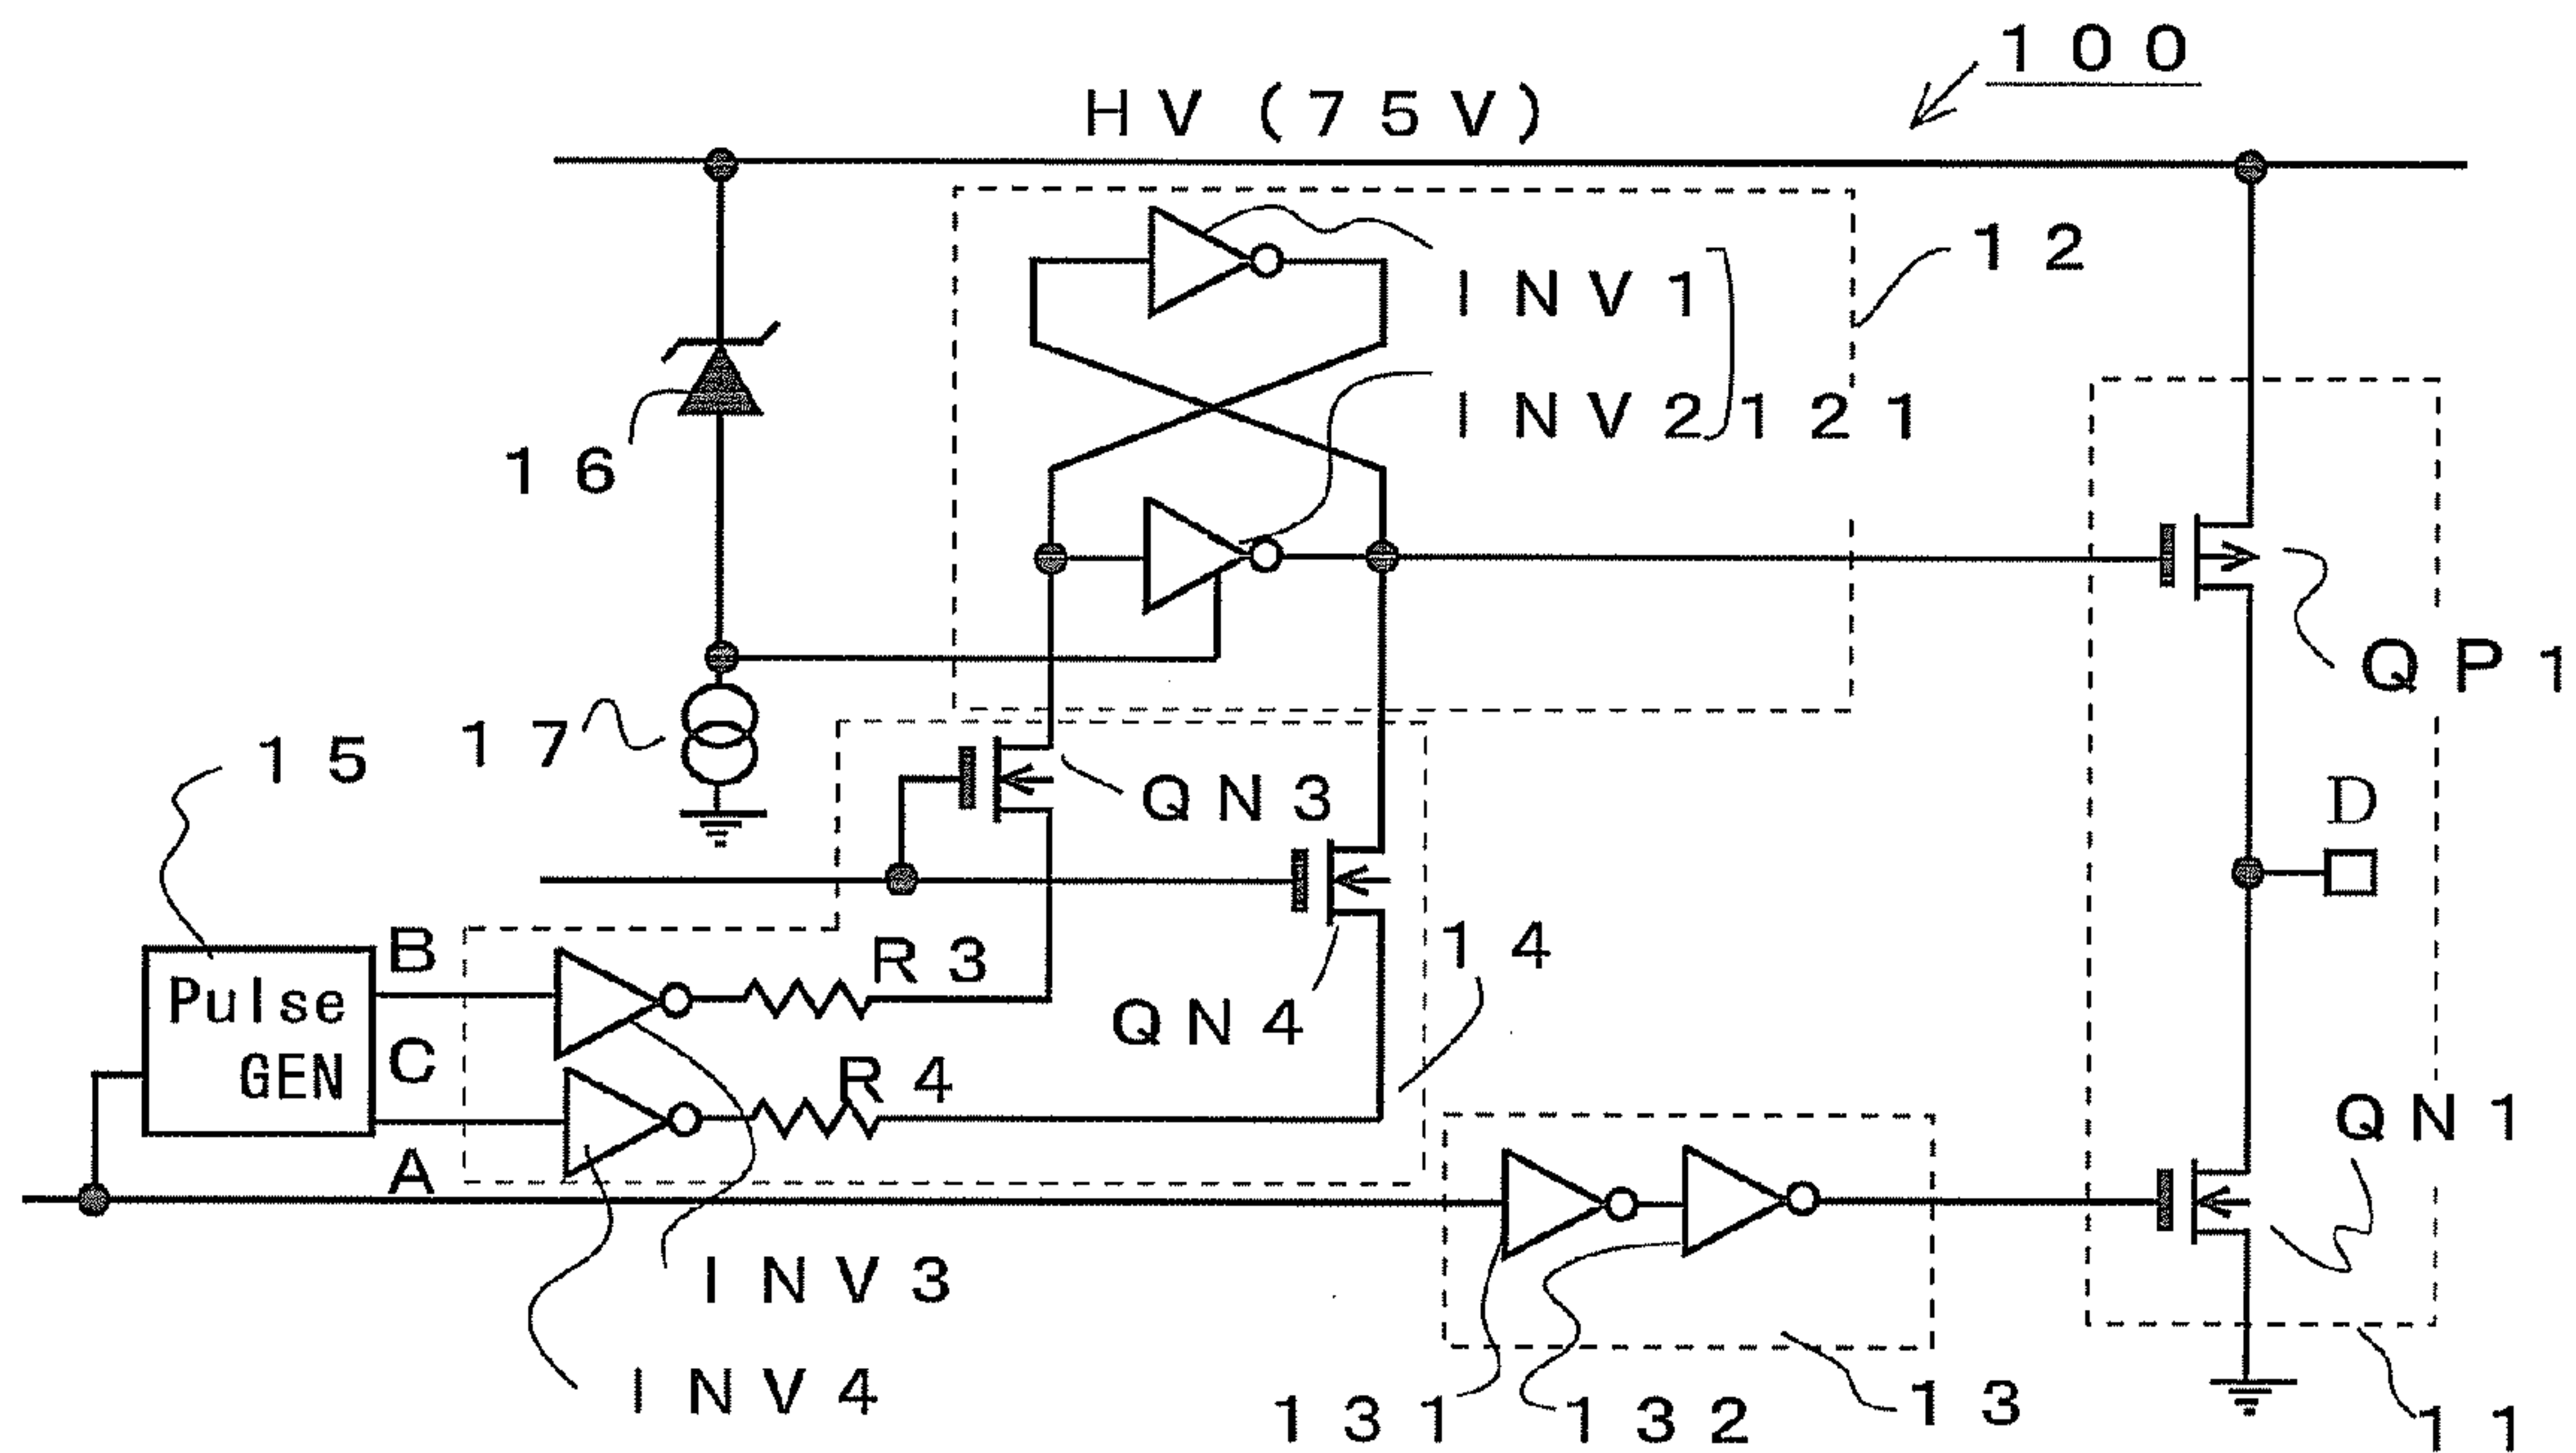 100
HV (75V)
12
INV1
INV2
121
16
QP1
17
15
QN3
D
B
R3
14
Pulse
GEN
C
QN4
R4
A
QN1
INV3
INV4
131
132
13
11